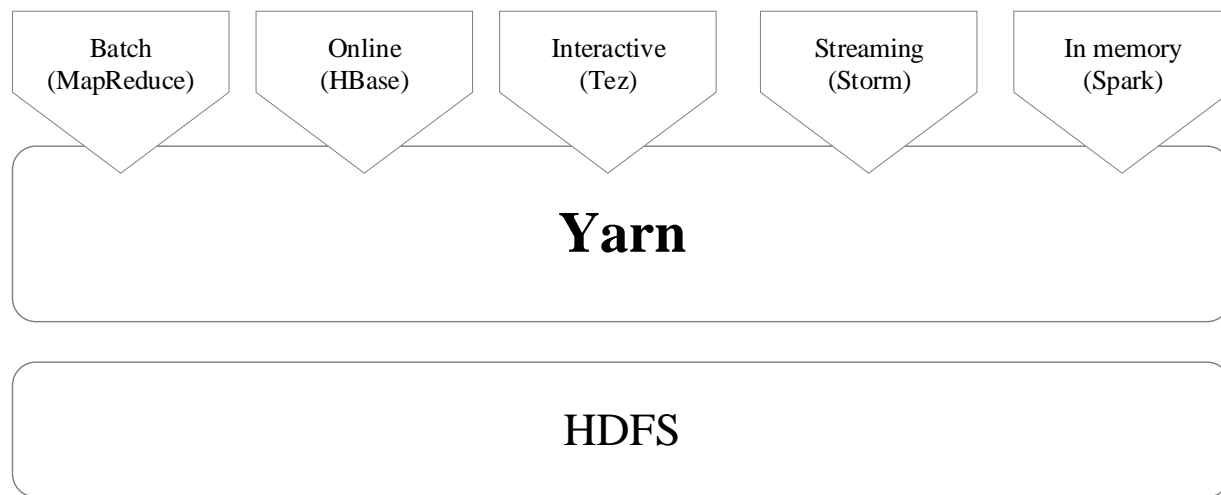 Batch
(MapReduce)
Online
(HBase)
Interactive
(Tez)
Streaming
(Storm)
In memory
(Spark)
Yarn
HDFS